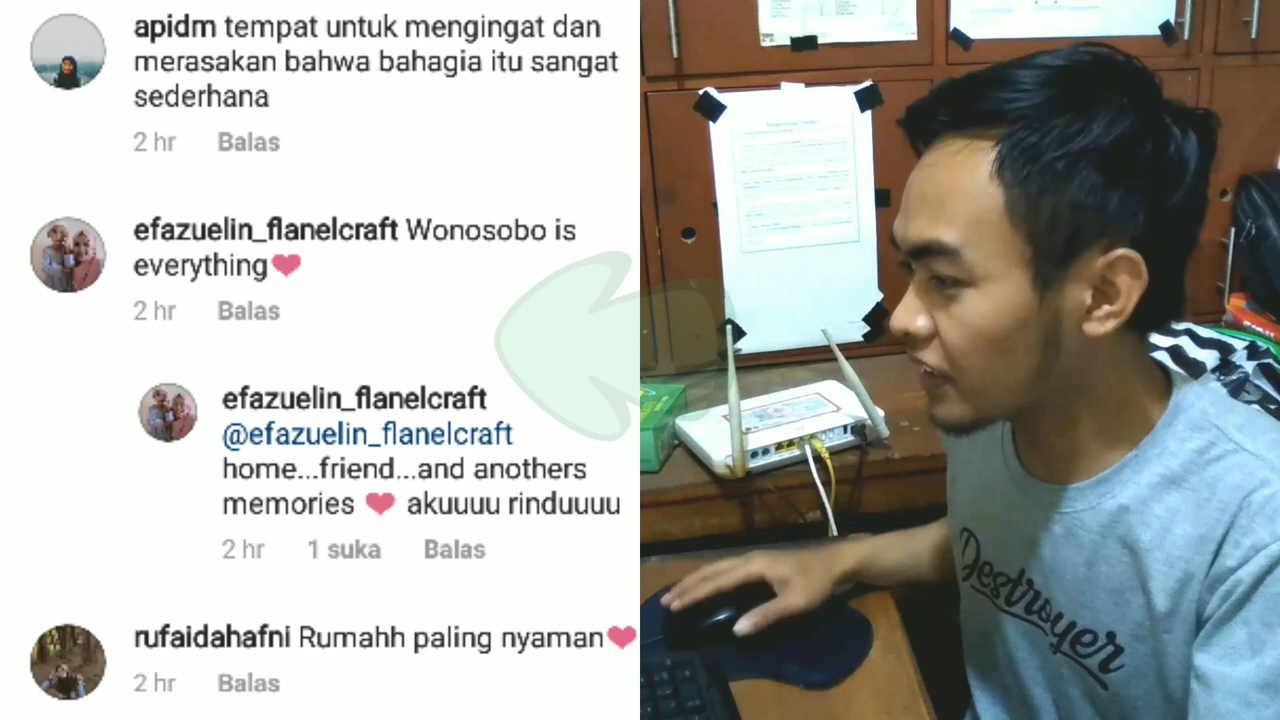 apidm tempat untuk mengingat dan
merasakan bahwa bahagia itu sangat
sederhana
2 hr Balas
efazuelin_flanelcraft Wonosobo is
everything❤
2 hr Balas
efazuelin_flanelcraft
@efazuelin_flanelcraft
home...friend...and anothers
memories ❤ akuuuu rinduuuu
2 hr 1 suka Balas
rufaidahafni Rumahh paling nyaman❤
2 hr Balas
Destroyer